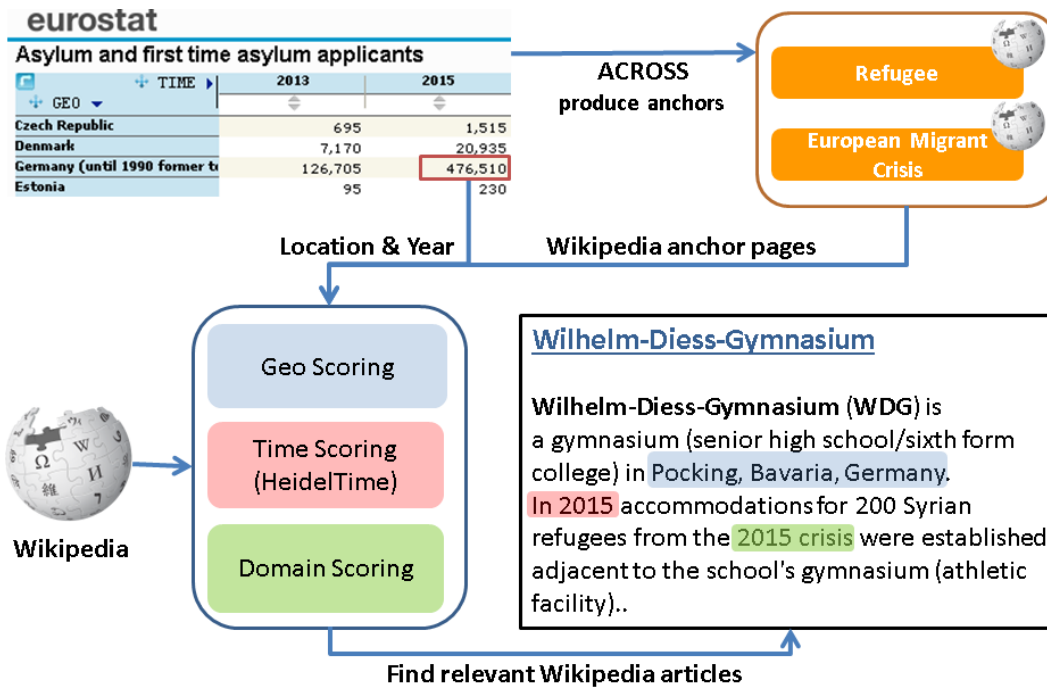 eurostat
Asylum and first time asylum applicants
TIME 2013 2015
GEO
Czech Republic 695 1,515
Denmark 7,170 20,935
Germany (until 1990 former te 126,705 476,510
Estonia 95 230
ACROSS
produce anchors
Refugee
European Migrant
Crisis
Location & Year
Wikipedia anchor pages
Geo Scoring
Time Scoring
(HeidelTime)
Domain Scoring
Wikipedia
Wilhelm-Diess-Gymnasium
Wilhelm-Diess-Gymnasium (WDG) is
a gymnasium (senior high school/sixth form
college) in Pocking, Bavaria, Germany.
In 2015 accommodations for 200 Syrian
refugees from the 2015 crisis were established
adjacent to the school's gymnasium (athletic
facility)..
Find relevant Wikipedia articles